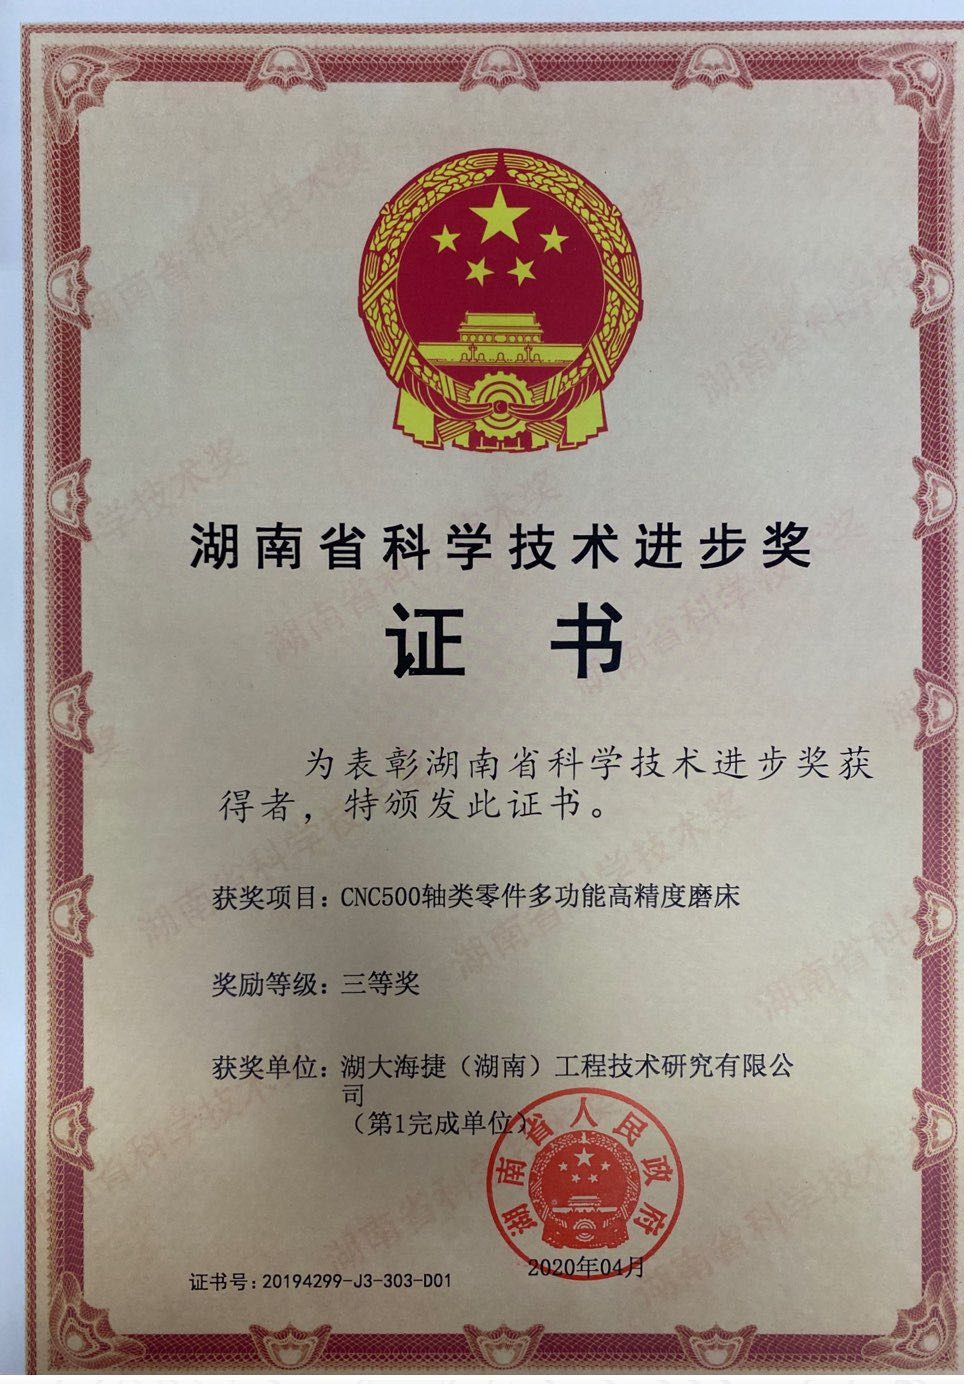 湖南省科学技术进步奖
证书
为表彰湖南省科学技术进步奖获
得者，特颁发此证书。
获奖项目：CNC500轴类零件多功能高精度磨床
奖励等级：三等奖
获奖单位：湖大海捷（湖南）工程技术研究有限公
司
（第1完成单位）
湖南省人民政府
2020年04月
证书号：20194299-J3-303-D01